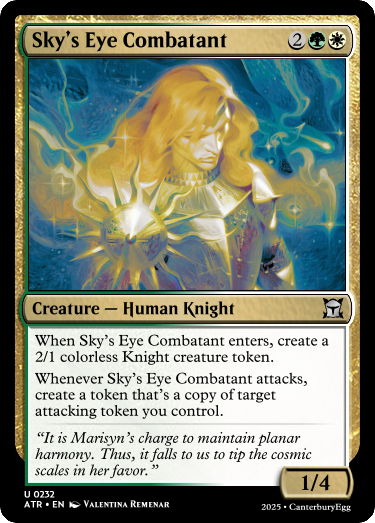 Sky's Eye Combatant 2
Creature — Human Knight
When Sky's Eye Combatant enters, create a
2/1 colorless Knight creature token.
Whenever Sky's Eye Combatant attacks,
create a token that's a copy of target
attacking token you control.
"It is Marisyn's charge to maintain planar
harmony. Thus, it falls to us to tip the cosmic
scales in her favor."
1/4
U 0232
ATR • EN Valentina Remenar
2025 • CanterburyEgg